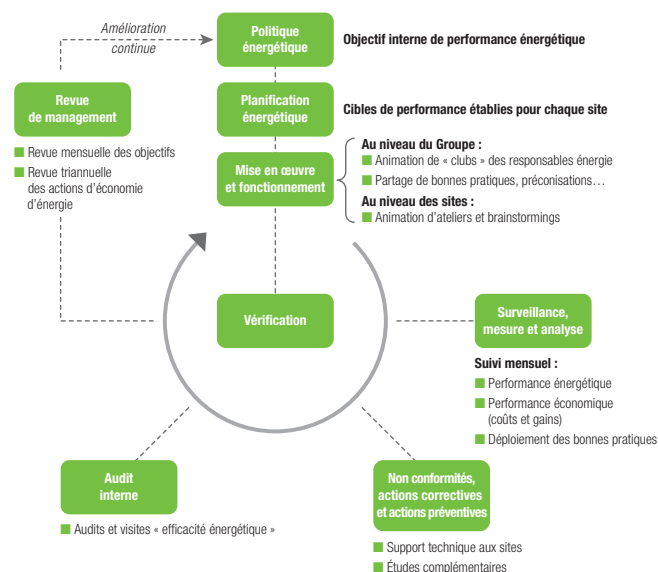 Amélioration
continue
Politique
énergétique
Objectif interne de performance énergétique
Revue
de management
Planification
énergétique
Cibles de performance établies pour chaque site
Revue mensuelle des objectifs
Revue triannuelle
des actions d'économie
d'énergie
Mise en œuvre
et fonctionnement
Au niveau du Groupe :
Animation de « clubs » des responsables énergie
Partage de bonnes pratiques, préconisations…
Au niveau des sites :
Animation d'ateliers et brainstormings
Vérification
Surveillance,
mesure et analyse
Suivi mensuel :
Performance énergétique
Performance économique
(coûts et gains)
Déploiement des bonnes pratiques
Audit
interne
Audits et visites « efficacité énergétique »
Non conformités,
actions correctives
et actions préventives
Support technique aux sites
Études complémentaires